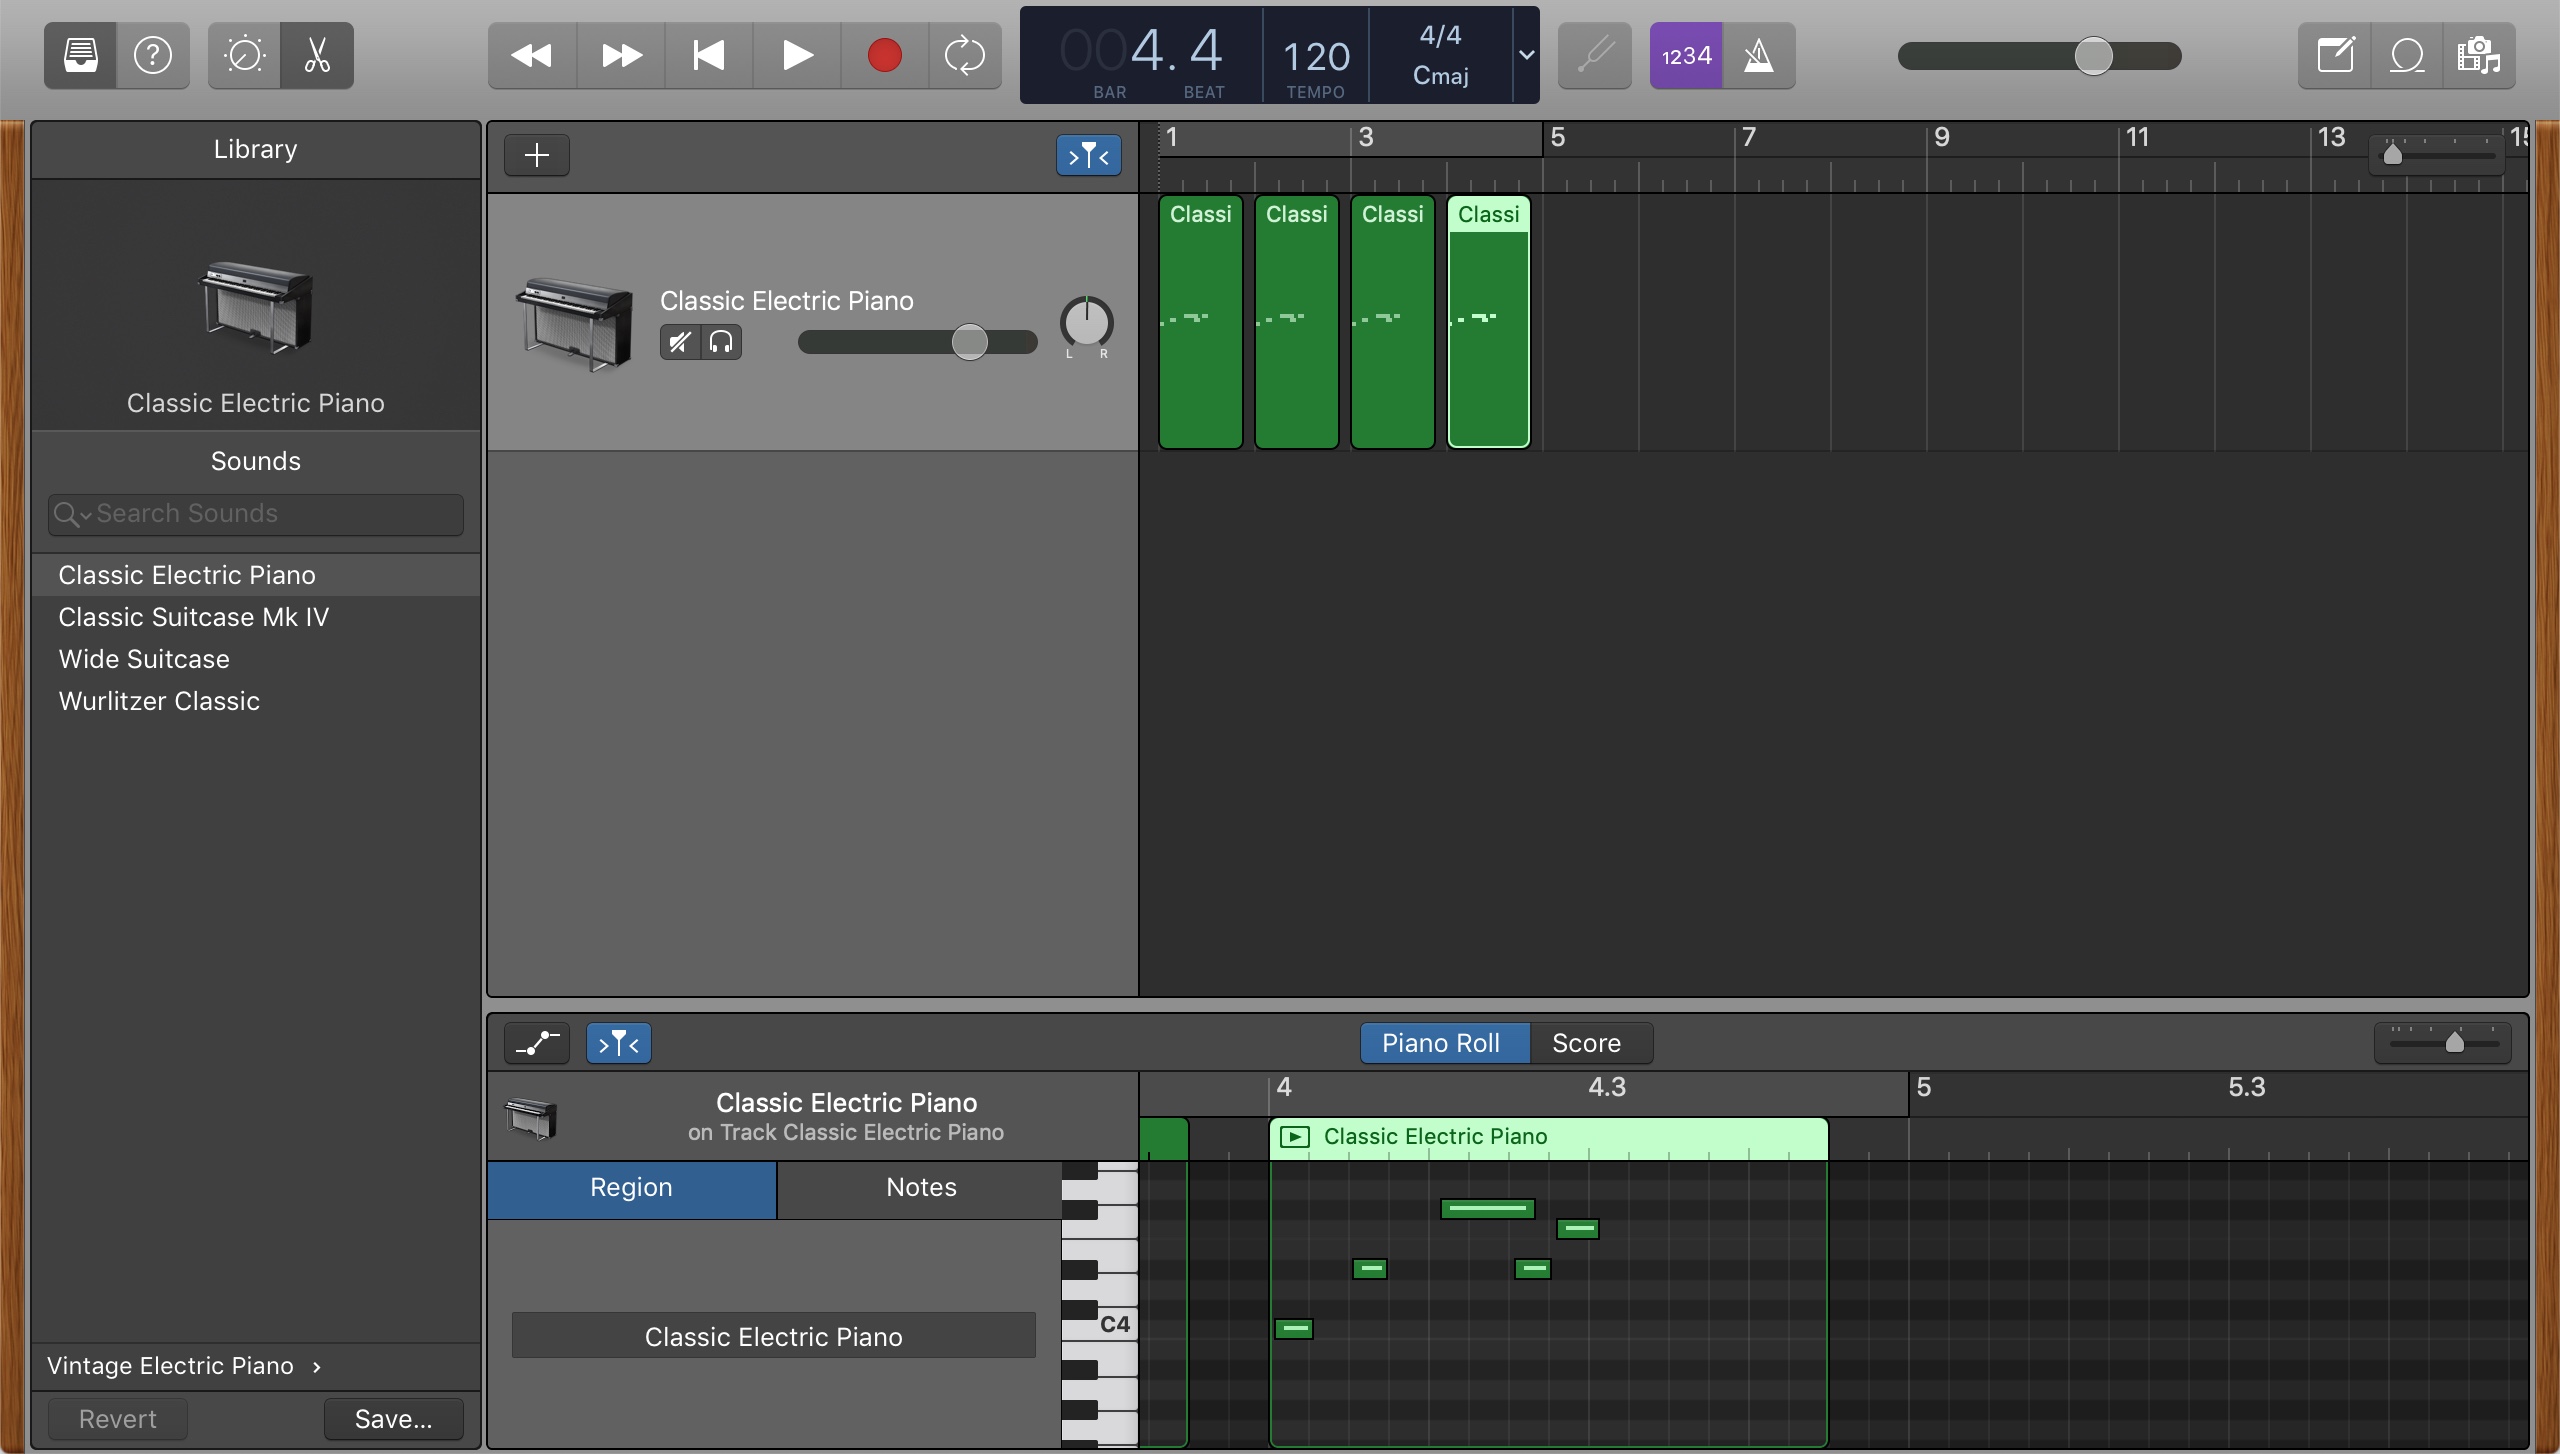 004. 4
BAR BEAT
120
TEMPO
4/4
Cmaj
1234
Library
Classic Electric Piano
Sounds
Search Sounds
Classic Electric Piano
Classic Suitcase Mk IV
Wide Suitcase
Wurlitzer Classic
Vintage Electric Piano
Revert
Save...
1 3 5 7 9 11 13 15
Classic Electric Piano
L R
Classi Classi Classi Classi
Piano Roll Score
Classic Electric Piano
on Track Classic Electric Piano
4 4.3 5 5.3
Classic Electric Piano
Region Notes
Classic Electric Piano
C4